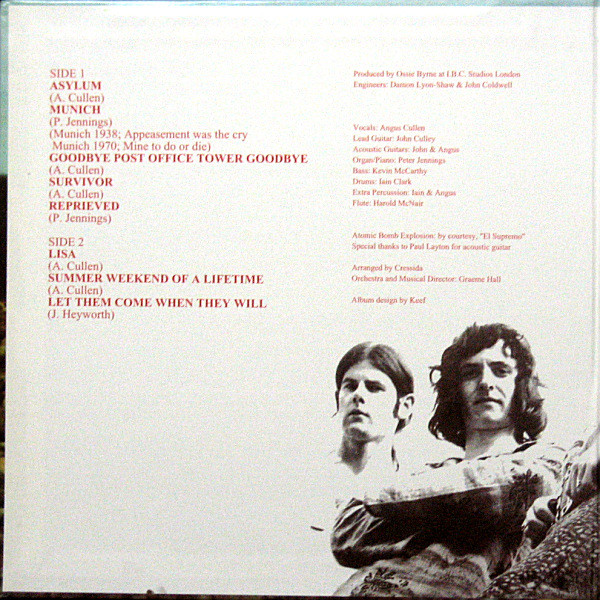 SIDE 1
ASYLUM
(A. Cullen)
MUNICH
(P. Jennings)
(Munich 1938; Appeasement was the cry
Munich 1970; Mine to do or die)
GOODBYE POST OFFICE TOWER GOODBYE
(A. Cullen)
SURVIVOR
(A. Cullen)
REPRIEVED
(P. Jennings)
SIDE 2
LISA
(A. Cullen)
SUMMER WEEKEND OF A LIFETIME
(A. Cullen)
LET THEM COME WHEN THEY WILL
(J. Heyworth)
Produced by Ossie Byrne at I.B.C. Studios London
Engineers: Damon Lyon-Shaw & John Coldwell
Vocals: Angus Cullen
Lead Guitar: John Culley
Acoustic Guitars: John & Angus
Organ/Piano: Peter Jennings
Bass: Kevin McCarthy
Drums: Iain Clark
Extra Percussion: Iain & Angus
Flute: Harold McNair
Atomic Bomb Explosion: by courtesy, "El Supremo"
Special thanks to Paul Layton for acoustic guitar
Arranged by Cressida
Orchestra and Musical Director: Graeme Hall
Album design by Keef